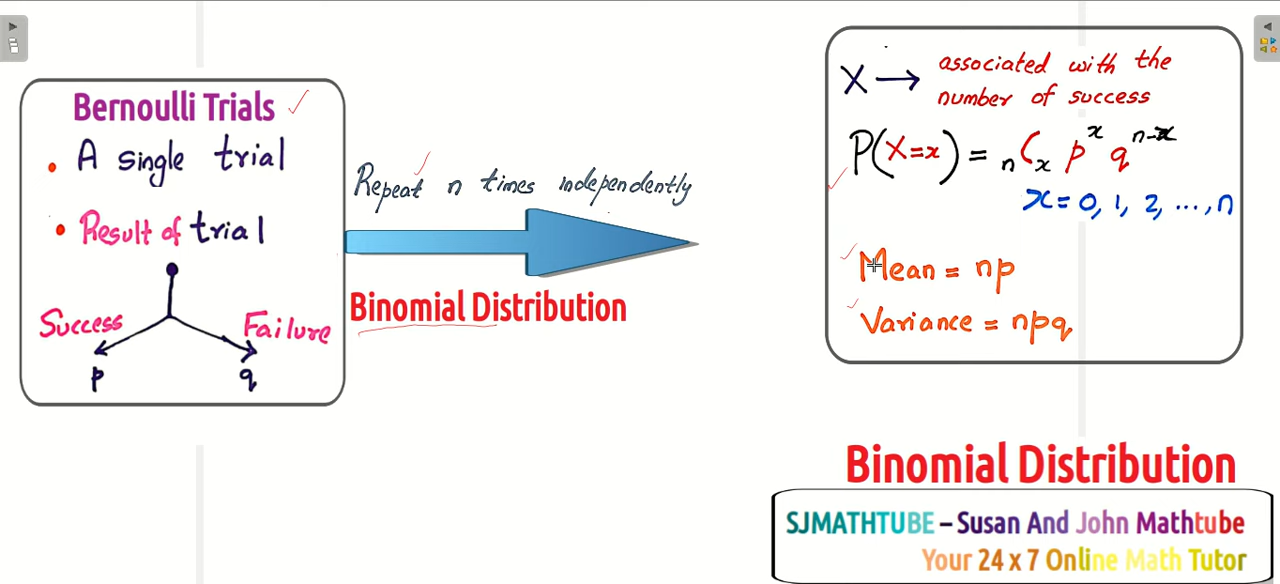 Bernoulli Trials
A single trial
Result of trial
Success
Failure
p
q
Repeat n times independently
Binomial Distribution
X → associated with the
number of success
P(X=x) = nCx p^x q^n-x
x = 0, 1, 2, ..., n
Mean = np
Variance = npq
Binomial Distribution
SJMATHTUBE – Susan And John Mathtube
Your 24 x 7 Online Math Tutor